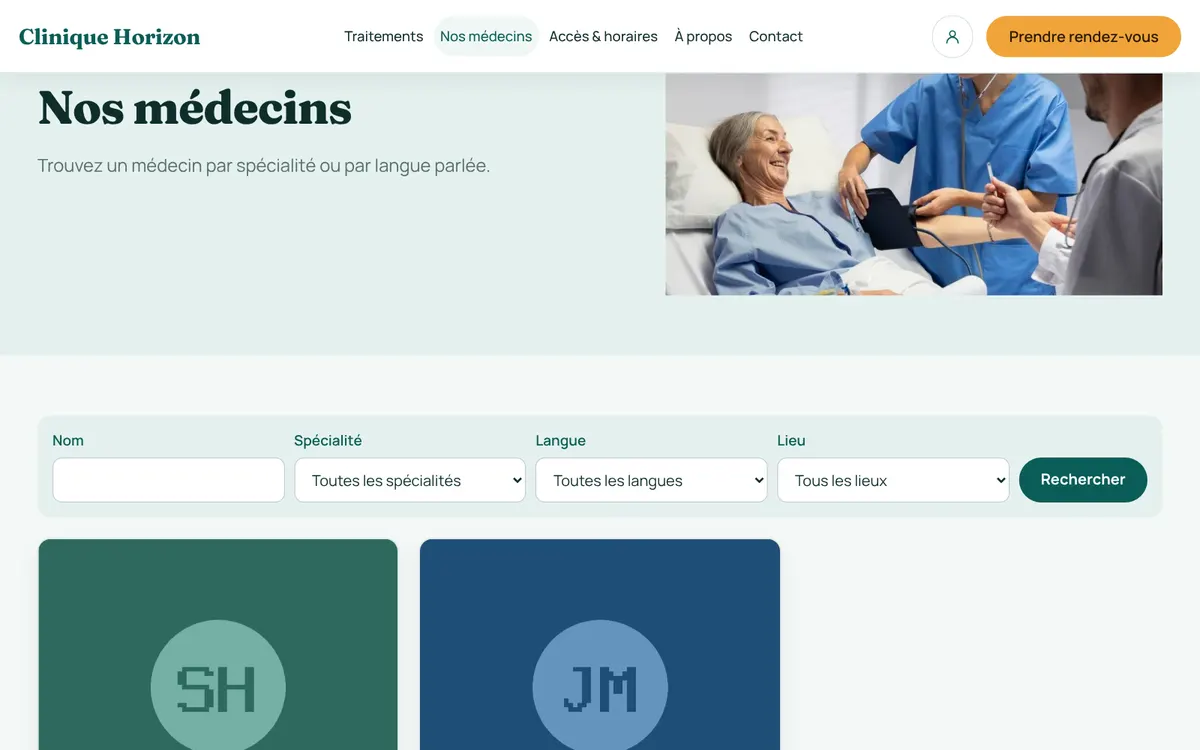 Clinique Horizon
Traitements
Nos médecins
Accès & horaires
À propos
Contact
Prendre rendez-vous
Nos médecins
Trouvez un médecin par spécialité ou par langue parlée.
Nom
Spécialité
Langue
Lieu
Toutes les spécialités
Toutes les langues
Tous les lieux
Rechercher
SH
JM